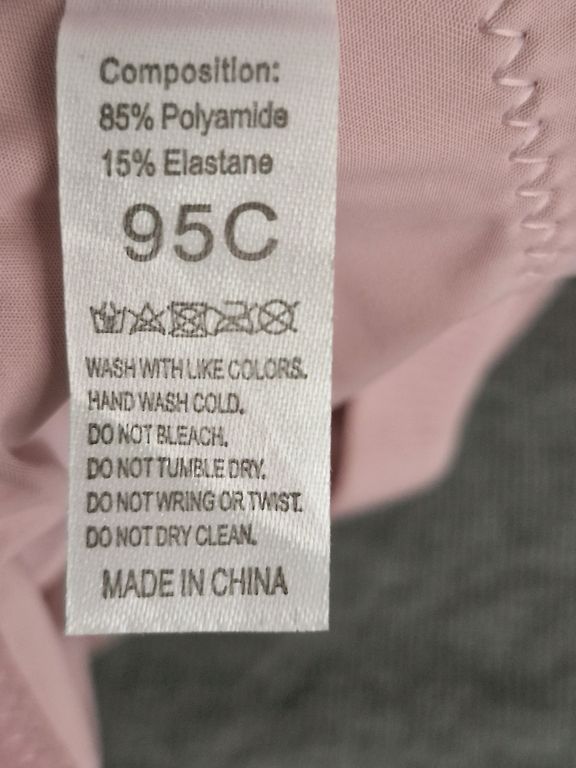 Composition:
85% Polyamide
15% Elastane
95C
WASH WITH LIKE COLORS.
HAND WASH COLD.
DO NOT BLEACH.
DO NOT TUMBLE DRY.
DO NOT WRING OR TWIST.
DO NOT DRY CLEAN.
MADE IN CHINA